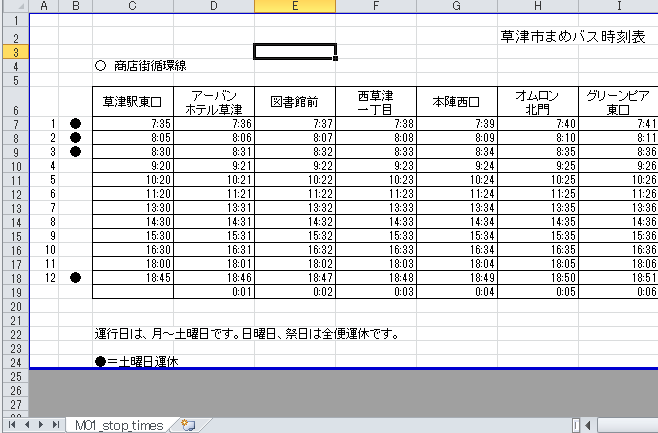 A B C D E F G H I
1
2 草津市まめバス時刻表
3
4 ○ 商店街循環線
5
6 草津駅東口 アーバンホテル草津 図書館前 西草津一丁目 本陣西口 オムロン北門 グリーンピア東口
7 1 ● 7:35 7:36 7:37 7:38 7:39 7:40 7:41
8 2 ● 8:05 8:06 8:07 8:08 8:09 8:10 8:11
9 3 ● 8:30 8:31 8:32 8:33 8:34 8:35 8:36
10 4 9:20 9:21 9:22 9:23 9:24 9:25 9:26
11 5 10:20 10:21 10:22 10:23 10:24 10:25 10:26
12 6 11:20 11:21 11:22 11:23 11:24 11:25 11:26
13 7 13:30 13:31 13:32 13:33 13:34 13:35 13:36
14 8 14:30 14:31 14:32 14:33 14:34 14:35 14:36
15 9 15:30 15:31 15:32 15:33 15:34 15:35 15:36
16 10 16:30 16:31 16:32 16:33 16:34 16:35 16:36
17 11 18:00 18:01 18:02 18:03 18:04 18:05 18:06
18 12 ● 18:45 18:46 18:47 18:48 18:49 18:50 18:51
19 0:01 0:02 0:03 0:04 0:05 0:06
20
21
22 運行日は、月～土曜日です。日曜日、祭日は全便運休です。
23
24 ●＝土曜日運休
25
26
27
M01_stop_times